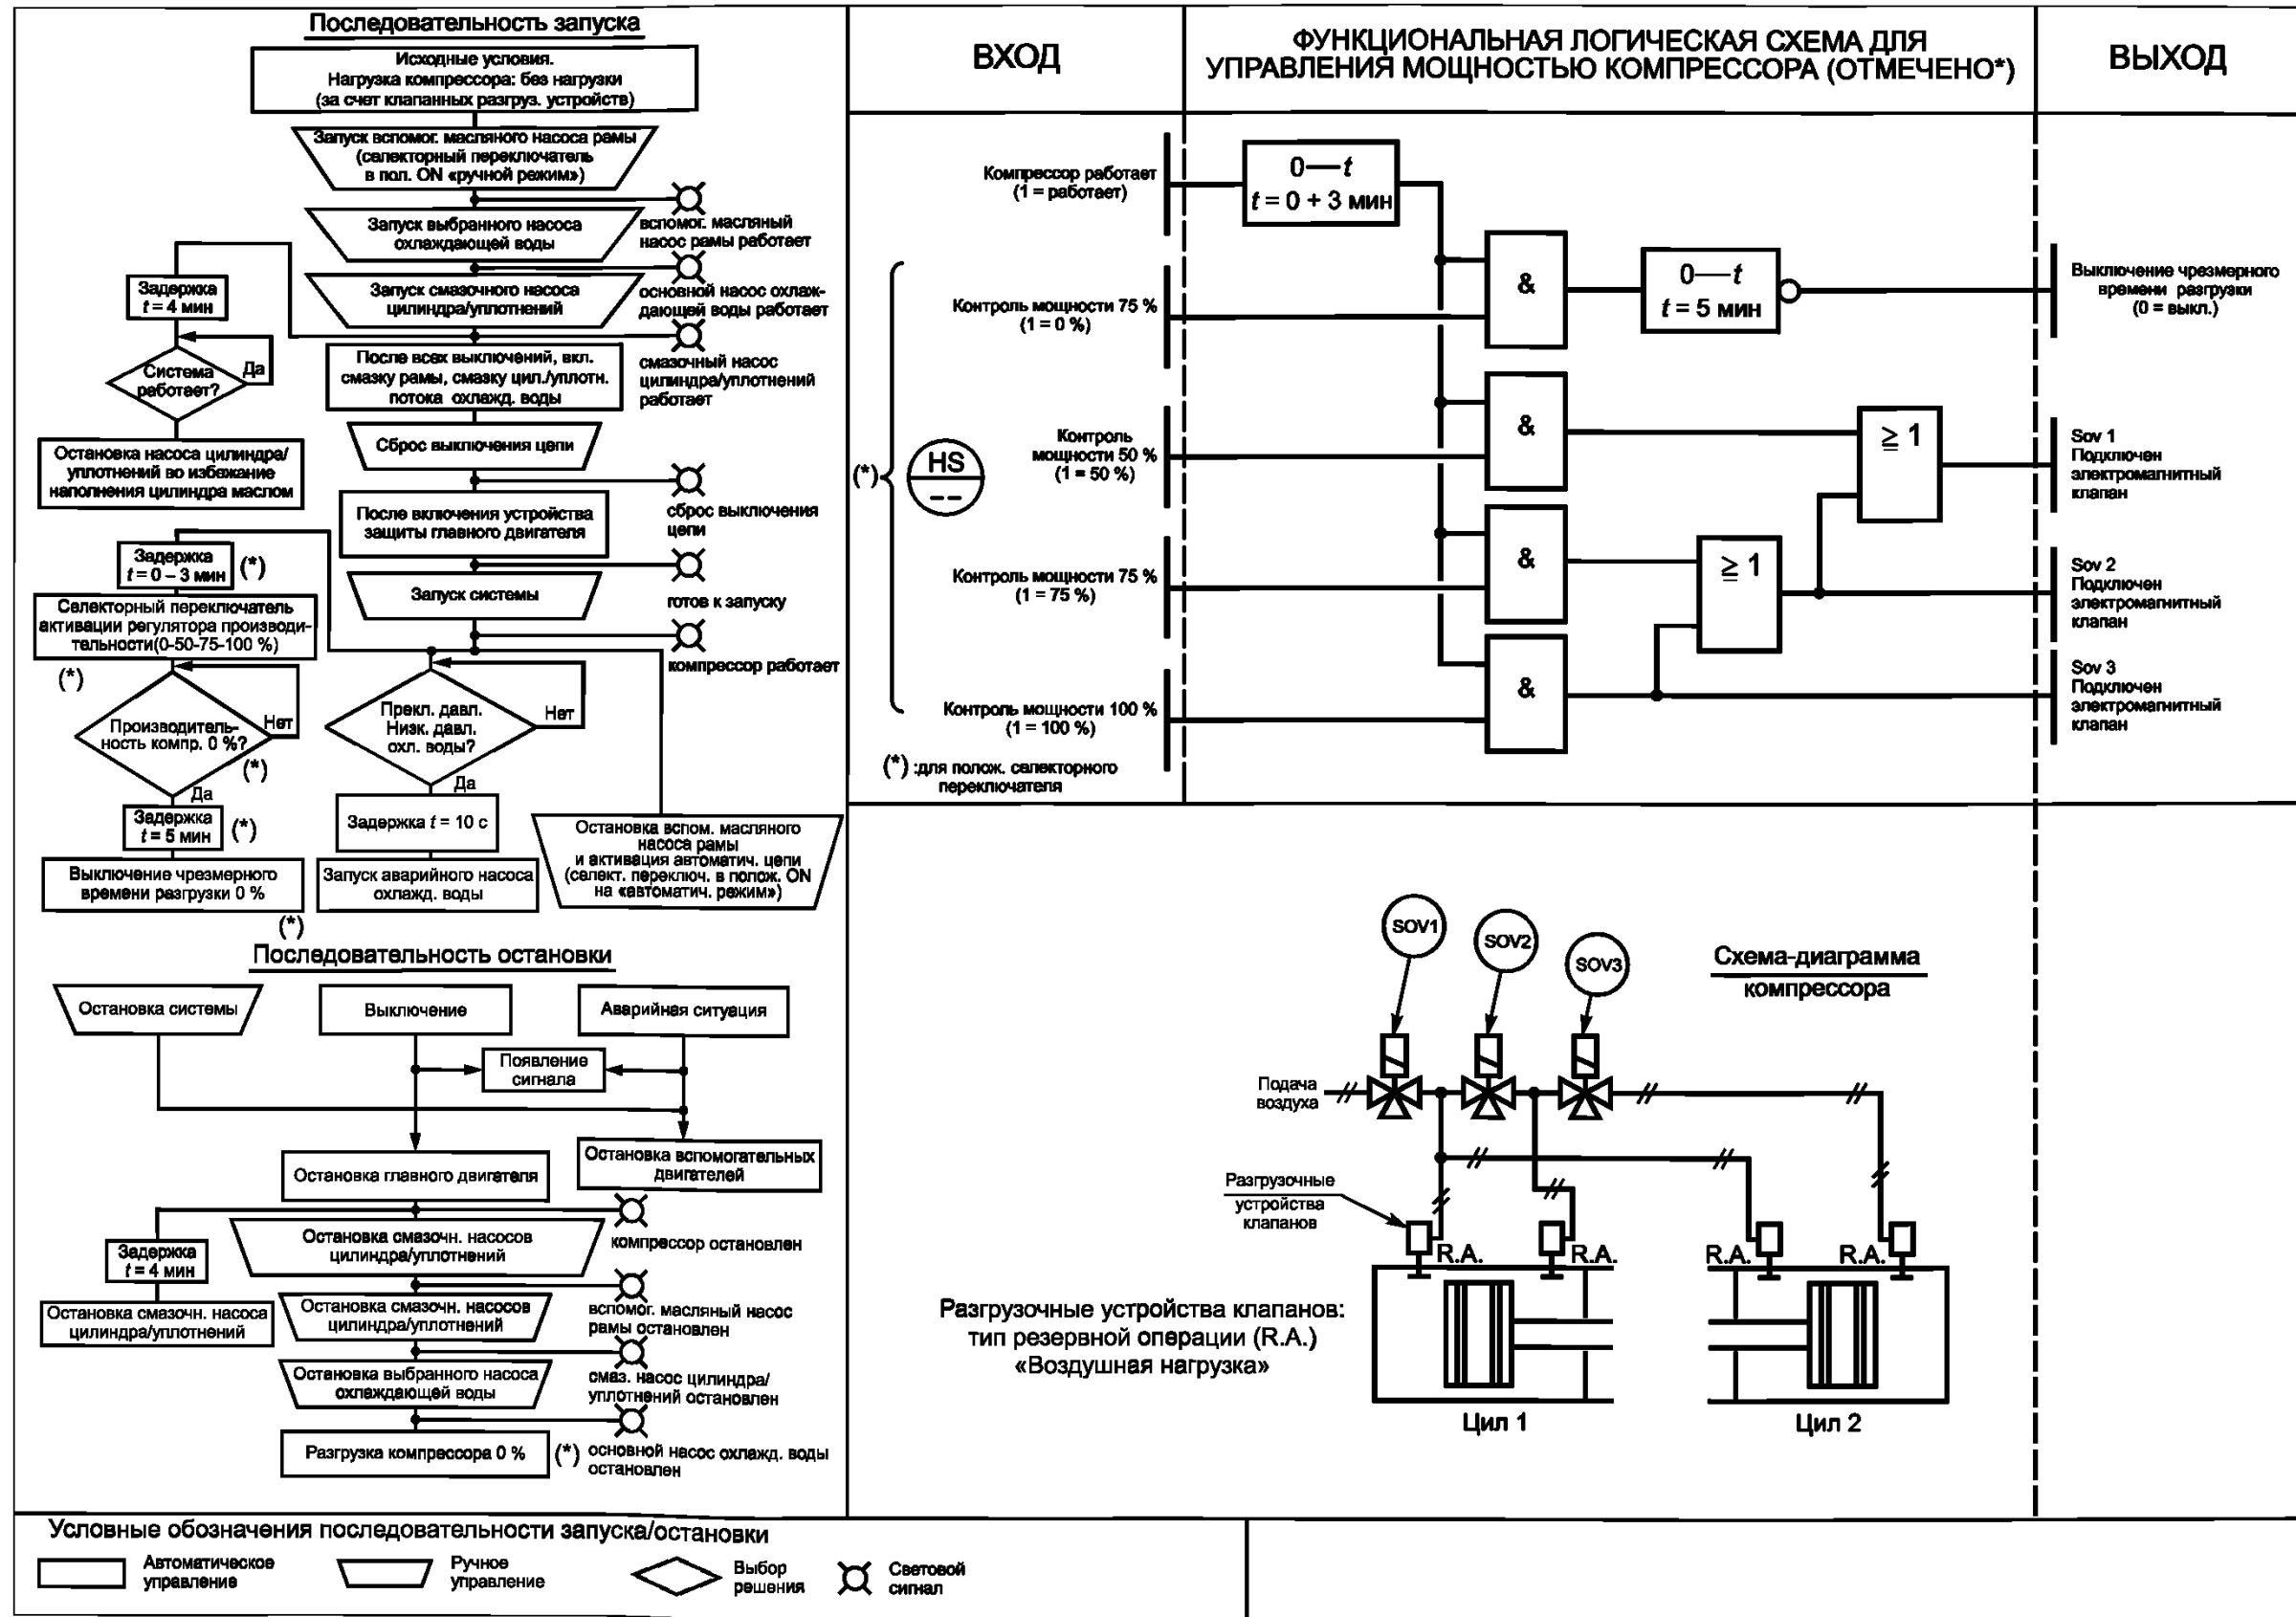 Последовательность запуска
Исходные условия.
Нагрузка компрессора: без нагрузки
(за счет клапанных разгруз. устройств)
Запуск вспомог. масляного насоса рамы
(селекторный переключатель
в пол. ON «ручной режим»)
вспомог. масляный
насос рамы работает
Запуск выбранного насоса
охлаждающей воды
основной насос охлаж-
дающей воды работает
Запуск смазочного насоса
цилиндра/уплотнений
смазочный насос
цилиндра/уплотнений
работает
Задержка
t = 4 мин
Система
работает?
Да
Остановка насоса цилиндра/
уплотнений во избежание
наполнения цилиндра маслом
После всех выключений, вкл.
смазку рамы, смазку цил./уплотн.
потока охлажд. воды
Сброс выключения цепи
сброс выключения
цепи
После включения устройства
защиты главного двигателя
готов к запуску
Запуск системы
компрессор работает
Задержка
t = 0 – 3 мин
(*)
Селекторный переключатель
активации регулятора производи-
тельности(0-50-75-100 %)
(*)
Производитель-
ность компр. 0 %?
Нет
(*)
Да
Задержка
t = 5 мин
(*)
Выключение чрезмерного
времени разгрузки 0 %
(*)
Прекл. давл.
Низк. давл.
охл. воды?
Нет
Да
Задержка t = 10 с
Запуск аварийного насоса
охлажд. воды
Остановка вспом. масляного
насоса рамы
и активация автоматич. цепи
(селект. переключ. в полож. ON
на «автоматич. режим»)
Последовательность остановки
Остановка системы
Выключение
Аварийная ситуация
Появление
сигнала
Остановка главного двигателя
Остановка вспомогательных
двигателей
компрессор остановлен
Задержка
t = 4 мин
Остановка смазочн. насоса
цилиндра/уплотнений
Остановка смазочн. насосов
цилиндра/уплотнений
вспомог. масляный насос
рамы остановлен
Остановка смазочн. насосов
цилиндра/уплотнений
смаз. насос цилиндра/
уплотнений остановлен
Остановка выбранного насоса
охлаждающей воды
основной насос охлажд. воды
остановлен
Разгрузка компрессора 0 %
(*)
Условные обозначения последовательности запуска/остановки
Автоматическое
управление
Ручное
управление
Выбор
решения
Световой
сигнал
ВХОД
ФУНКЦИОНАЛЬНАЯ ЛОГИЧЕСКАЯ СХЕМА ДЛЯ
УПРАВЛЕНИЯ МОЩНОСТЬЮ КОМПРЕССОРА (ОТМЕЧЕНО*)
ВЫХОД
Компрессор работает
(1 = работает)
0—t
t = 0 + 3 мин
Контроль мощности 75 %
(1 = 0 %)
&
0—t
t = 5 мин
Выключение чрезмерного
времени разгрузки
(0 = выкл.)
(*)
HS
--
Контроль
мощности 50 %
(1 = 50 %)
&
≥ 1
Sov 1
Подключен
электромагнитный
клапан
Контроль мощности 75 %
(1 = 75 %)
&
≥ 1
Sov 2
Подключен
электромагнитный
клапан
Контроль мощности 100 %
(1 = 100 %)
&
Sov 3
Подключен
электромагнитный
клапан
(*) :для полож. селекторного
переключателя
SOV1
SOV2
SOV3
Схема-диаграмма
компрессора
Подача
воздуха
Разгрузочные
устройства
клапанов
R.A.
R.A.
R.A.
R.A.
Разгрузочные устройства клапанов:
тип резервной операции (R.A.)
«Воздушная нагрузка»
Цил 1
Цил 2